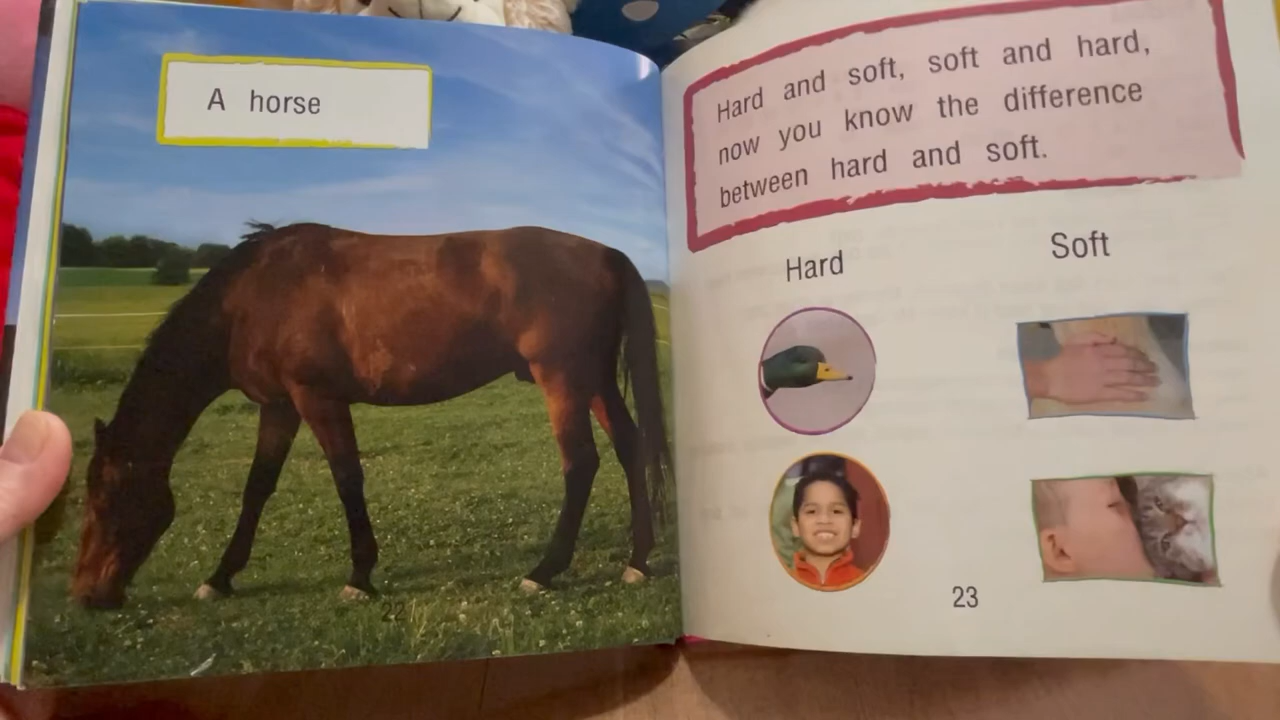 A horse
22
Hard and soft, soft and hard,
now you know the difference
between hard and soft.
Hard
Soft
23